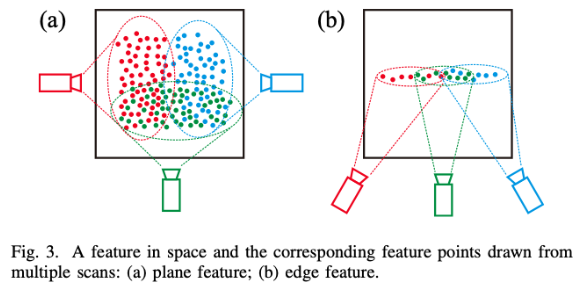 (a)
(b)
Fig. 3. A feature in space and the corresponding feature points drawn from
multiple scans: (a) plane feature; (b) edge feature.